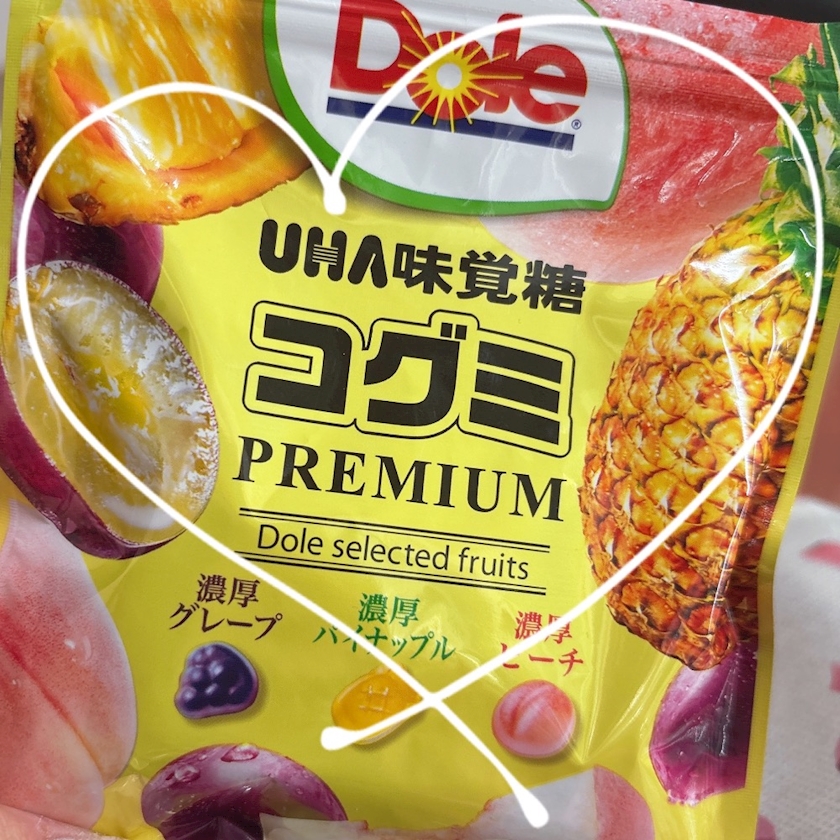 Dole®
UHA味覚糖
コグミ
PREMIUM
Dole selected fruits
濃厚
グレープ
濃厚
パイナップル
濃厚
ピーチ